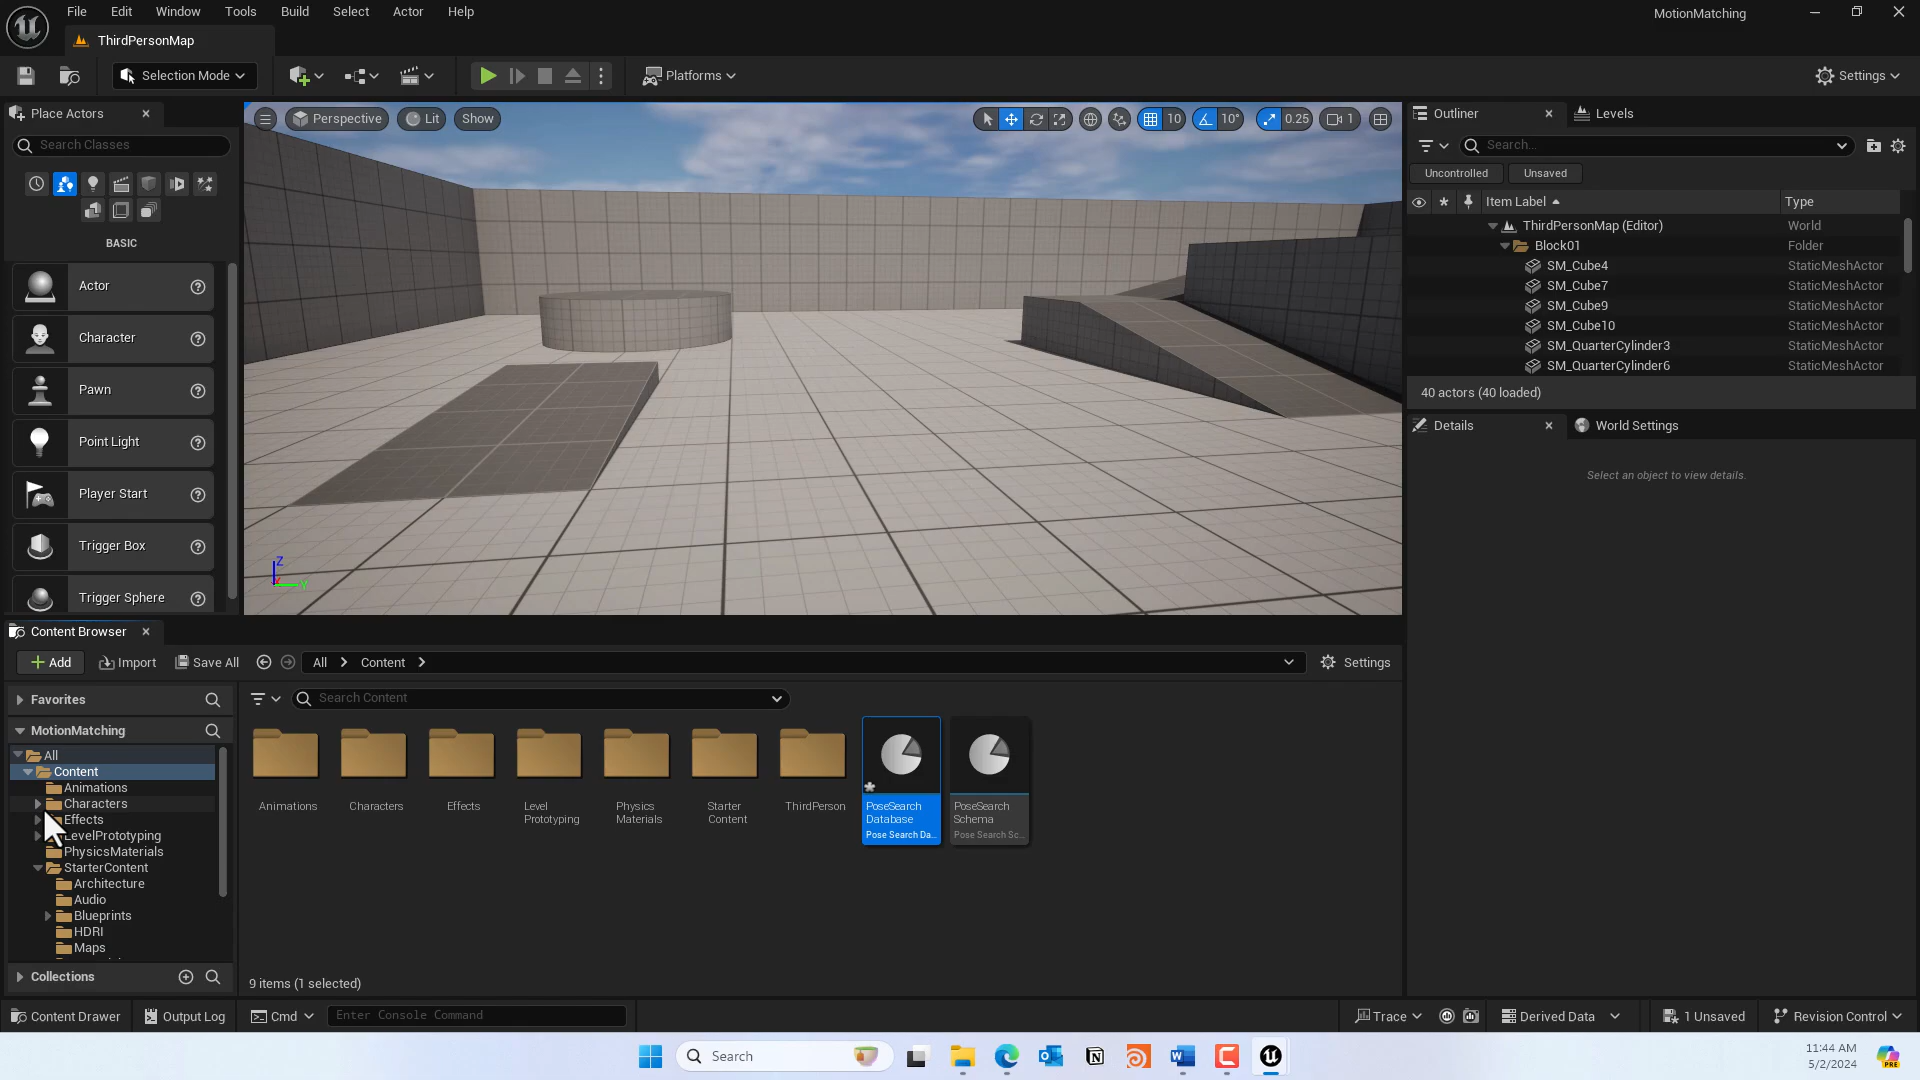 File Edit Window Tools Build Select Actor Help
MotionMatching
ThirdPersonMap
Selection Mode
Platforms
Settings
Place Actors
Search Classes
BASIC
Actor
Character
Pawn
Point Light
Player Start
Trigger Box
Trigger Sphere
Perspective Lit Show
10 10° 0.25 1
Z
Y
Outliner Levels
Search...
Uncontrolled Unsaved
Item Label Type
ThirdPersonMap (Editor) World
Block01 Folder
SM_Cube4 StaticMeshActor
SM_Cube7 StaticMeshActor
SM_Cube9 StaticMeshActor
SM_Cube10 StaticMeshActor
SM_QuarterCylinder3 StaticMeshActor
SM_QuarterCylinder6 StaticMeshActor
40 actors (40 loaded)
Details World Settings
Select an object to view details.
Content Browser
Add Import Save All All Content Settings
Favorites
MotionMatching
All
Content
Animations
Characters
Effects
LevelPrototyping
PhysicsMaterials
StarterContent
Architecture
Audio
Blueprints
HDRI
Maps
Collections
Search Content
Animations
Characters
Effects
Level
Prototyping
Physics
Materials
Starter
Content
ThirdPerson
PoseSearch
Database
Pose Search Da...
PoseSearch
Schema
Pose Search Sc...
9 items (1 selected)
Content Drawer Output Log Cmd Enter Console Command Trace Derived Data 1 Unsaved Revision Control
Search
11:44 AM
5/2/2024
PRE